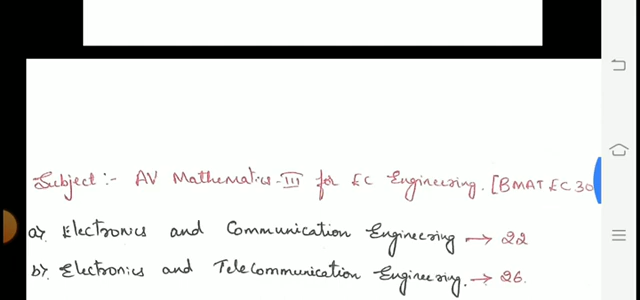 Subject :- AV Mathematics-III for EC Engineering. [BMATEC30
a) Electronics and Communication Engineering → 22
b) Electronics and Telecommunication Engineering. → 26.